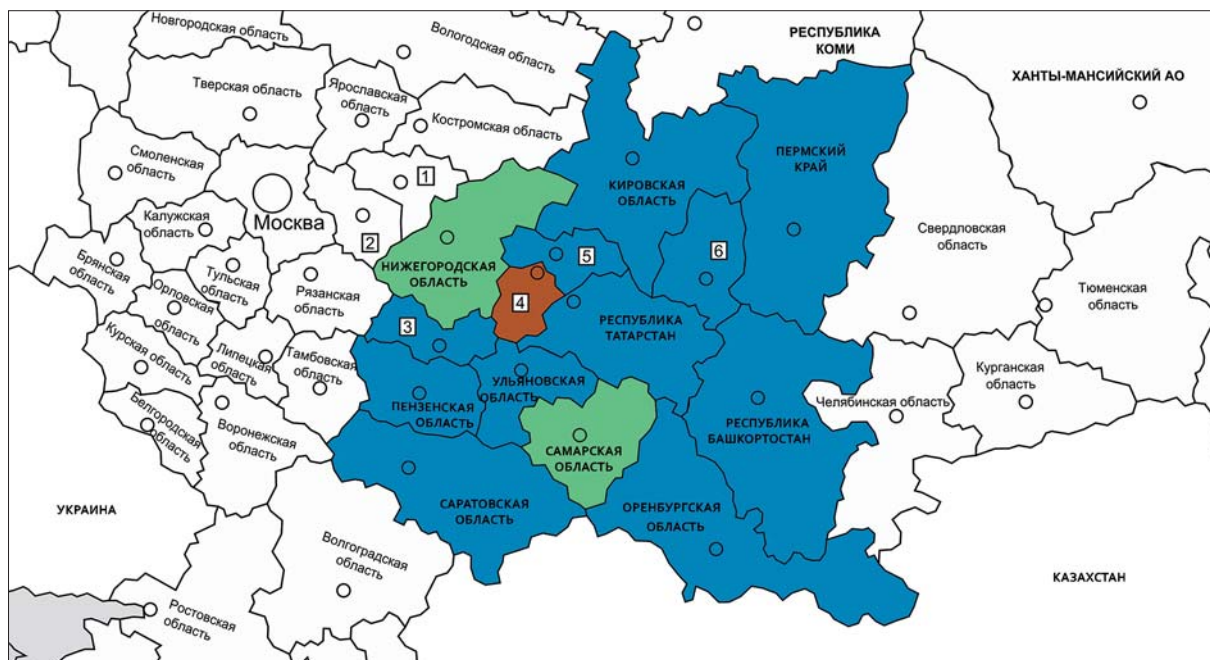 Новгородская область
Вологодская
область
РЕСПУБЛИКА
КОМИ
ХАНТЫ-МАНСИЙСКИЙ АО
Тверская область
Ярославская
область
Костромская область
Смоленская
область
1
КИРОВСКАЯ
ОБЛАСТЬ
ПЕРМСКИЙ
КРАЙ
Москва
Калужская
область
2
5
6
Свердловская
область
Брянская
область
Тульская
область
Рязанская
область
НИЖЕГОРОДСКАЯ
ОБЛАСТЬ
4
Тюменская
область
Орловская
область
3
РЕСПУБЛИКА
ТАТАРСТАН
Курская
область
Липецкая
область
Тамбовская
область
УЛЬЯНОВСКАЯ
ОБЛАСТЬ
Курганская
область
Белгородская
область
Воронежская
область
ПЕНЗЕНСКАЯ
ОБЛАСТЬ
Челябинская область
РЕСПУБЛИКА
БАШКОРТОСТАН
САМАРСКАЯ
ОБЛАСТЬ
УКРАИНА
САРАТОВСКАЯ
ОБЛАСТЬ
ОРЕНБУРГСКАЯ
ОБЛАСТЬ
Волгоградская
область
КАЗАХСТАН
Ростовская
область